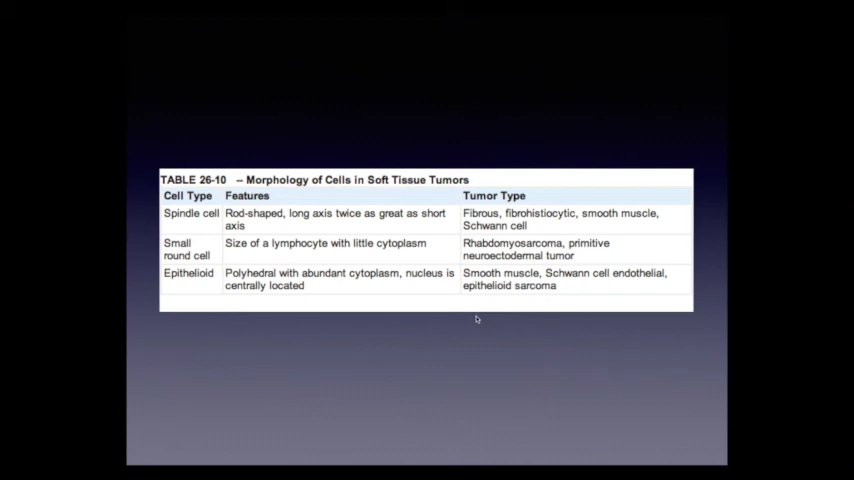 TABLE 26-10 -- Morphology of Cells in Soft Tissue Tumors
Cell Type Features Tumor Type
Spindle cell Rod-shaped, long axis twice as great as short axis Fibrous, fibrohistiocytic, smooth muscle, Schwann cell
Small round cell Size of a lymphocyte with little cytoplasm Rhabdomyosarcoma, primitive neuroectodermal tumor
Epithelioid Polyhedral with abundant cytoplasm, nucleus is centrally located Smooth muscle, Schwann cell endothelial, epithelioid sarcoma